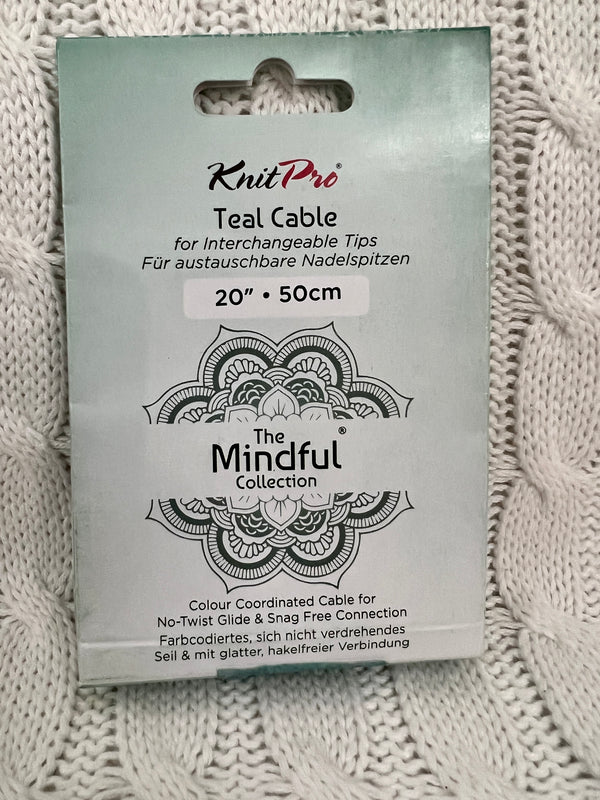 KnitPro®
Teal Cable
for Interchangeable Tips
Für austauschbare Nadelspitzen
20” • 50cm
The
Mindful®
Collection
Colour Coordinated Cable for
No-Twist Glide & Snag Free Connection
Farbcodiertes, sich nicht verdrehendes
Seil & mit glatter, hakelfreier Verbindung